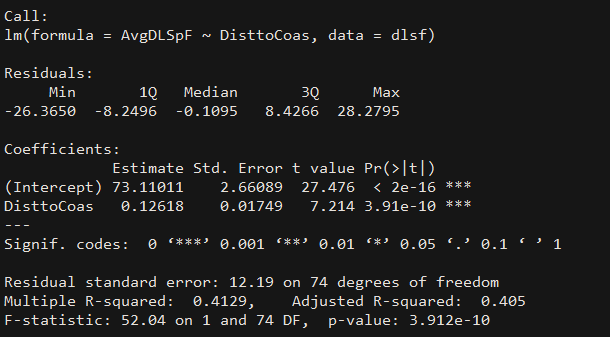 Call:
lm(formula = AvgDLSpF ~ DisttoCoas, data = dlsf)
Residuals:
     Min       1Q   Median       3Q      Max
-26.3650  -8.2496  -0.1095   8.4266  28.2795
Coefficients:
            Estimate Std. Error t value Pr(>|t|)
(Intercept) 73.11011    2.66089  27.476  < 2e-16 ***
DisttoCoas   0.12618    0.01749   7.214 3.91e-10 ***
---
Signif. codes:  0 ‘***’ 0.001 ‘**’ 0.01 ‘*’ 0.05 ‘.’ 0.1 ‘ ’ 1
Residual standard error: 12.19 on 74 degrees of freedom
Multiple R-squared:  0.4129,    Adjusted R-squared:  0.405
F-statistic: 52.04 on 1 and 74 DF,  p-value: 3.912e-10